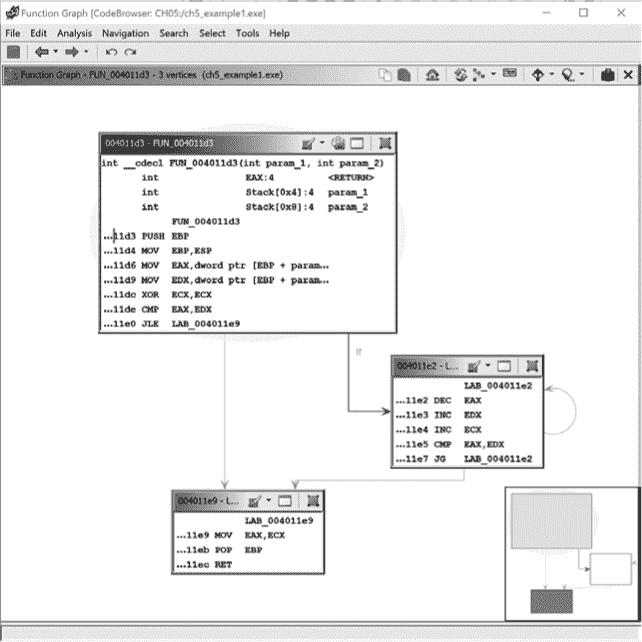 Function Graph [CodeBrowser: CH05:/ch5_example1.exe]
File Edit Analysis Navigation Search Select Tools Help
Function Graph - FUN_004011d3 - 3 vertices (ch5_example1.exe)
004011d3 - FUN_004011d3
int __cdecl FUN_004011d3(int param_1, int param_2)
int EAX:4 <RETURN>
int Stack[0x4]:4 param_1
int Stack[0x8]:4 param_2
FUN_004011d3
...11d3 PUSH EBP
...11d4 MOV EBP,ESP
...11d6 MOV EAX,dword ptr [EBP + param...
...11d9 MOV EDX,dword ptr [EBP + param...
...11dc XOR ECX,ECX
...11de CMP EAX,EDX
...11e0 JLE LAB_004011e9
If
004011e2 - L...
LAB_004011e2
...11e2 DEC EAX
...11e3 INC EDX
...11e4 INC ECX
...11e5 CMP EAX,EDX
...11e7 JG LAB_004011e2
004011e9 - L...
LAB_004011e9
...11e9 MOV EAX,ECX
...11eb POP EBP
...11ec RET